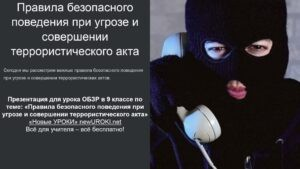 Правила безопасного
поведения при угрозе и
совершении
террористического акта
Сегодня мы рассмотрим важные правила безопасного поведения
при угрозе и совершении террористических актов
Презентация для урока ОБЗР в 9 классе по
теме: «Правила безопасного поведения при
угрозе и совершении террористического акта»
«Новые УРОКИ» newUROKI.net
Всё для учителя – всё бесплатно!